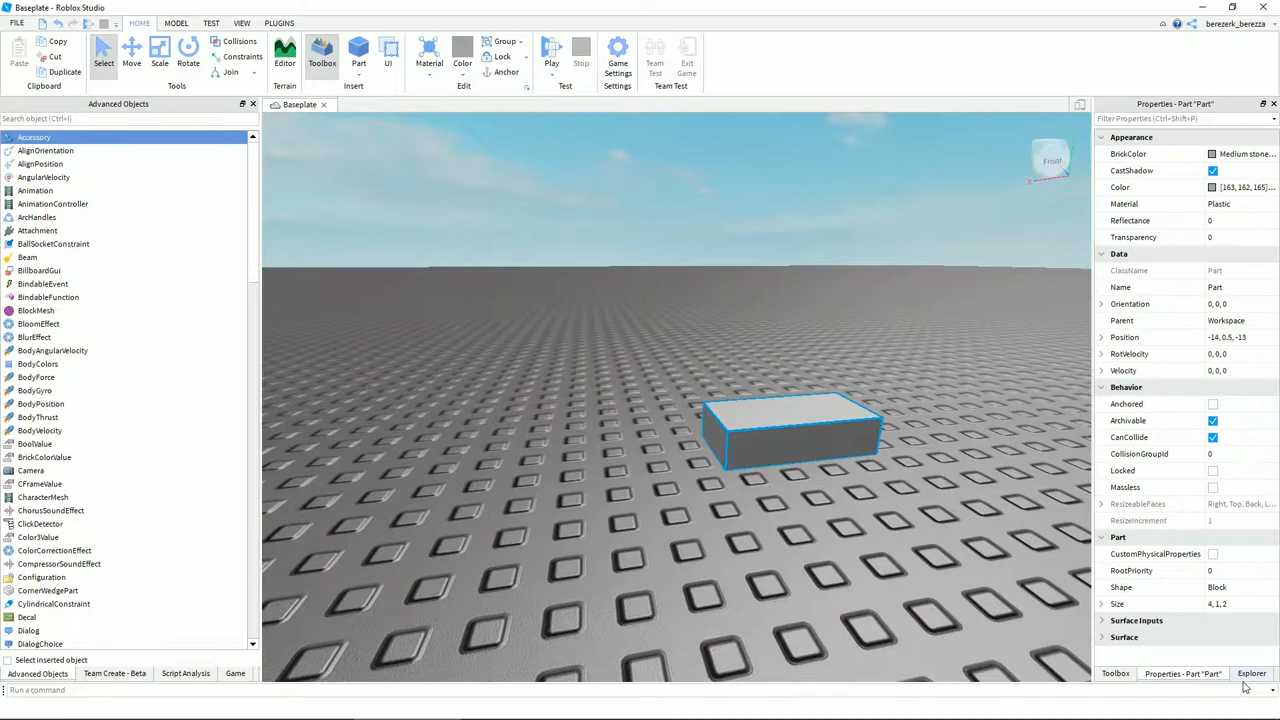 Baseplate - Roblox Studio
FILE HOME MODEL TEST VIEW PLUGINS berezerk_berezza
Paste Copy Cut Duplicate Clipboard
Select Move Scale Rotate Collisions Constraints Join Tools
Editor Terrain
Toolbox Part UI Insert
Material Color Group Lock Anchor Edit
Play Stop Test
Game Settings Settings
Team Test Exit Game Team Test
Advanced Objects
Search object (Ctrl+I)
Accessory
AlignOrientation
AlignPosition
AngularVelocity
Animation
AnimationController
ArcHandles
Attachment
BallSocketConstraint
Beam
BillboardGui
BindableEvent
BindableFunction
BlockMesh
BloomEffect
BlurEffect
BodyAngularVelocity
BodyColors
BodyForce
BodyGyro
BodyPosition
BodyThrust
BodyVelocity
BoolValue
BrickColorValue
Camera
CFrameValue
CharacterMesh
ChorusSoundEffect
ClickDetector
Color3Value
ColorCorrectionEffect
CompressorSoundEffect
Configuration
CornerWedgePart
CylindricalConstraint
Decal
Dialog
DialogChoice
Select inserted object
Advanced Objects Team Create - Beta Script Analysis Game
Run a command
Baseplate
Front
X
Properties - Part "Part"
Filter Properties (Ctrl+Shift+P)
Appearance
BrickColor Medium stone...
CastShadow
Color [163, 162, 165]...
Material Plastic
Reflectance 0
Transparency 0
Data
ClassName Part
Name Part
Orientation 0,0,0
Parent Workspace
Position -14, 0.5, -13
RotVelocity 0,0,0
Velocity 0,0,0
Behavior
Anchored
Archivable
CanCollide
CollisionGroupId 0
Locked
Massless
ResizeableFaces Right, Top, Back, L...
ResizeIncrement 1
Part
CustomPhysicalProperties
RootPriority 0
Shape Block
Size 4,1,2
Surface Inputs
Surface
Toolbox Properties - Part "Part" Explorer